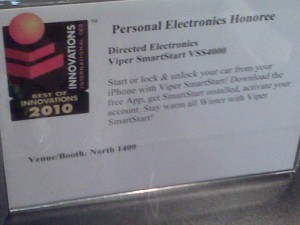 Personal Electronics Honoree
Directed Electronics
Viper SmartStart VSS4000
Start or lock & unlock your car from your
iPhone with Viper SmartStart! Download the
free App, get SmartStart installed, activate your
account. Stay warm all Winter with Viper
SmartStart!
Venue/Booth: North 1409
INNOVATIONS
BEST OF
INNOVATIONS
2010
TM